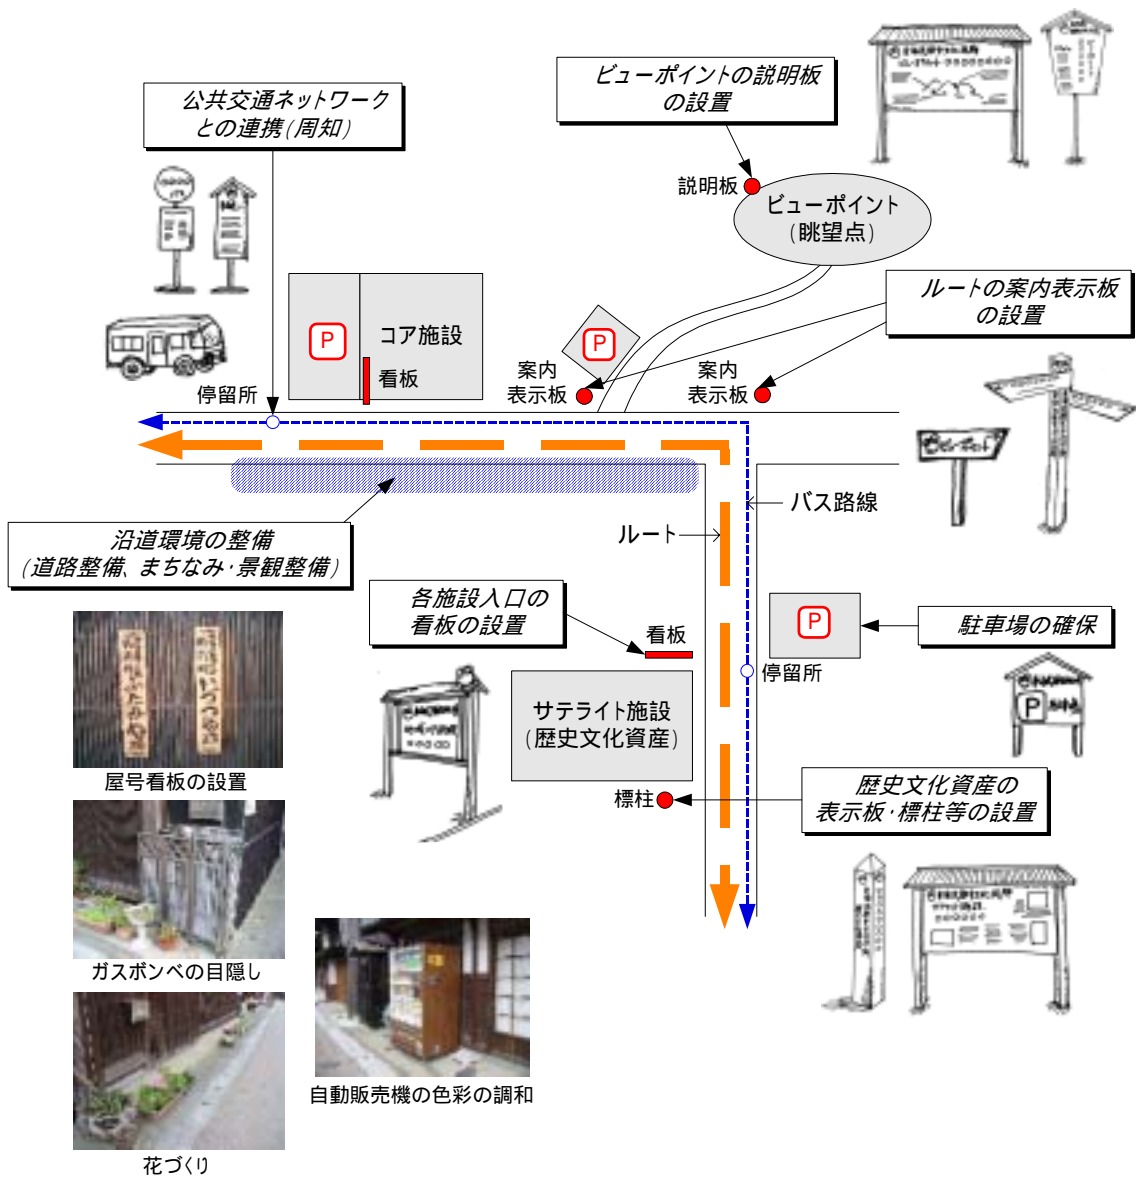 ビューポイントの説明板
の設置
公共交通ネットワーク
との連携(周知)
説明板
ビューポイント
(眺望点)
ルートの案内表示板
の設置
P
コア施設
看板
P
案内
表示板
案内
表示板
停留所
バス路線
ルート
沿道環境の整備
(道路整備、まちなみ・景観整備)
各施設入口の
看板の設置
看板
P
駐車場の確保
停留所
サテライト施設
(歴史文化資産)
P
屋号看板の設置
標柱
歴史文化資産の
表示板・標柱等の設置
ガスボンベの目隠し
自動販売機の色彩の調和
花づくり